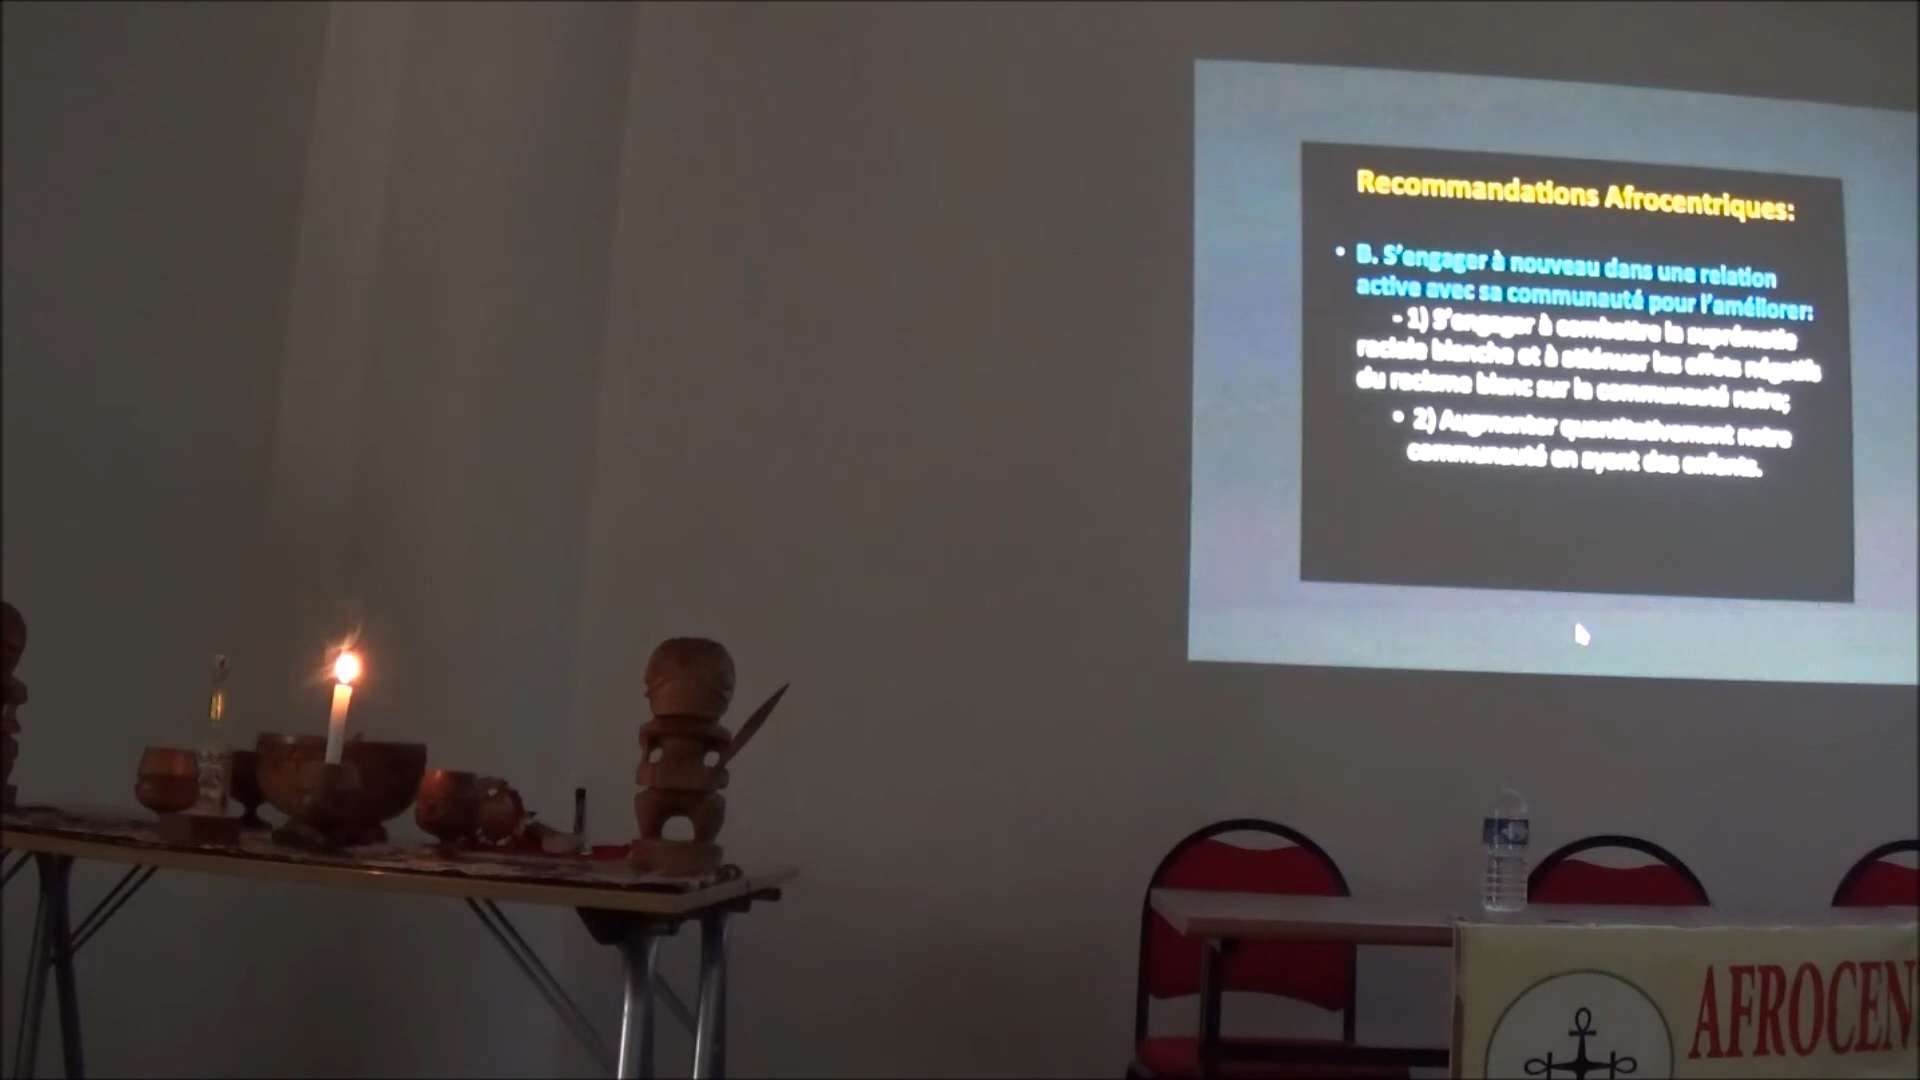 Recommandations Afrocentriques:
• B. S'engager à nouveau dans une relation
active avec sa communauté pour l'améliorer:
- 1) S'engager à combattre la suprématie
raciale blanche et à atténuer les effets négatifs
du racisme blanc sur la communauté noire;
• 2) Augmenter quantitativement notre
communauté en ayant des enfants.
AFROCEN